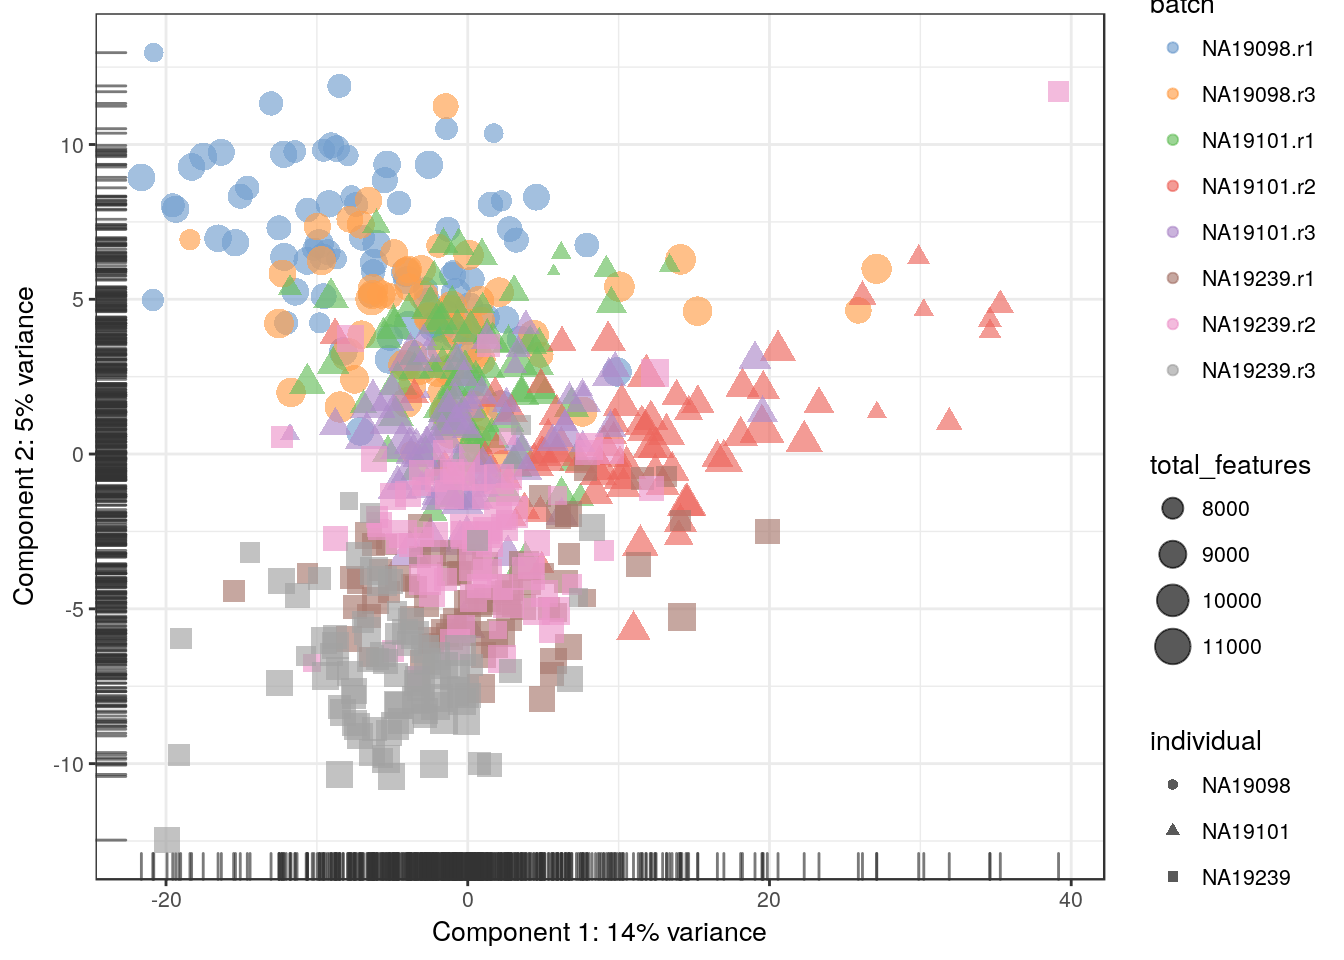 batch
NA19098.r1
NA19098.r3
NA19101.r1
NA19101.r2
NA19101.r3
NA19239.r1
NA19239.r2
NA19239.r3
total_features
8000
9000
10000
11000
individual
NA19098
NA19101
NA19239
Component 2: 5% variance
10
5
0
-5
-10
-20
0
20
40
Component 1: 14% variance